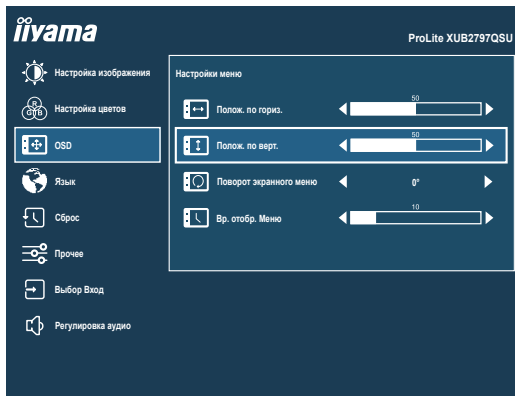 iiyama
ProLite XUB2797QSU
Настройка изображения
Настройка цветов
OSD
Язык
Сброс
Прочее
Выбор Вход
Регулировка аудио
Настройки меню
Полож. по гориз.
50
Полож. по верт.
50
Поворот экранного меню
0°
Вр. отобр. Меню
10
R
G B